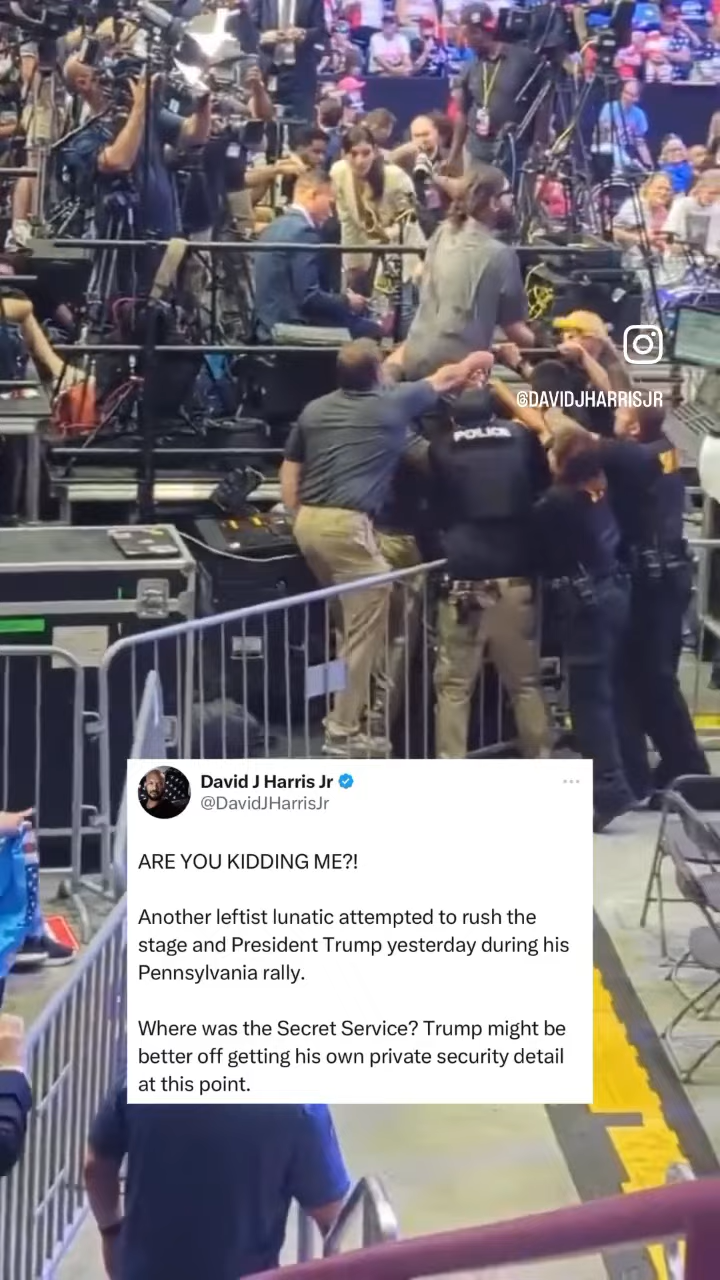 @DAVIDJHARRISJR
POLICE
David J Harris Jr
@DavidJHarrisJr
ARE YOU KIDDING ME?!
Another leftist lunatic attempted to rush the
stage and President Trump yesterday during his
Pennsylvania rally.
Where was the Secret Service? Trump might be
better off getting his own private security detail
at this point.